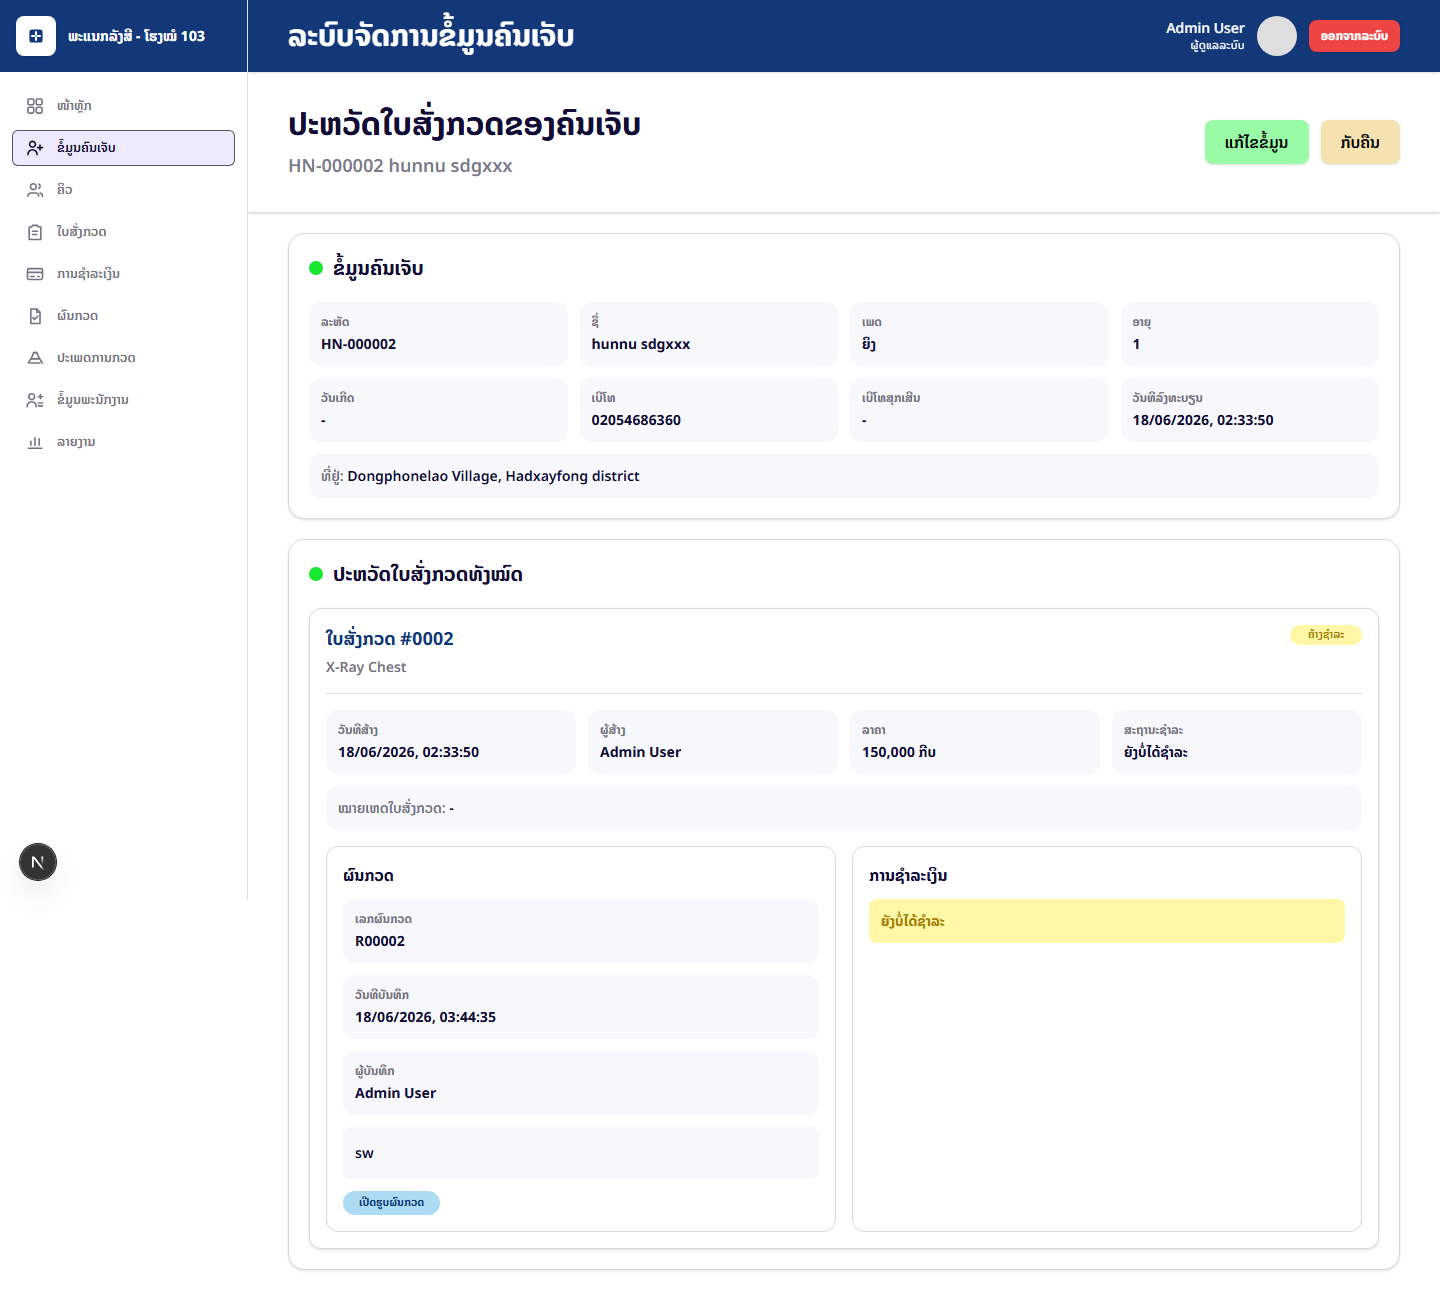 ພະແນກລັງສີ - ໂຮງໝໍ 103
ລະບົບຈັດການຂໍ້ມູນຄົນເຈັບ
Admin User
ຜູ້ດູແລລະບົບ
ອອກຈາກລະບົບ
ໜ້າຫຼັກ
ຂໍ້ມູນຄົນເຈັບ
ຄິວ
ໃບສັ່ງກວດ
ການຊຳລະເງິນ
ຜົນກວດ
ປະເພດການກວດ
ຂໍ້ມູນພະນັກງານ
ລາຍງານ
ປະຫວັດໃບສັ່ງກວດຂອງຄົນເຈັບ
HN-000002 hunnu sdgxxx
ແກ້ໄຂຂໍ້ມູນ
ກັບຄືນ
ຂໍ້ມູນຄົນເຈັບ
ລະຫັດ
HN-000002
ຊື່
hunnu sdgxxx
ເພດ
ຍິງ
ອາຍຸ
1
ວັນເກີດ
-
ເບີໂທ
02054686360
ເບີໂທສຸກເສີນ
-
ວັນທີລົງທະບຽນ
18/06/2026, 02:33:50
ທີ່ຢູ່: Dongphonelao Village, Hadxayfong district
ປະຫວັດໃບສັ່ງກວດທັງໝົດ
ໃບສັ່ງກວດ #0002
ຄ້າງຊຳລະ
X-Ray Chest
ວັນທີສ້າງ
18/06/2026, 02:33:50
ຜູ້ສ້າງ
Admin User
ລາຄາ
150,000 ກີບ
ສະຖານະຊຳລະ
ຍັງບໍ່ໄດ້ຊຳລະ
ໝາຍເຫດໃບສັ່ງກວດ: -
ຜົນກວດ
ເລກຜົນກວດ
R00002
ວັນທີບັນທຶກ
18/06/2026, 03:44:35
ຜູ້ບັນທຶກ
Admin User
sw
ເປີດຮູບຜົນກວດ
ການຊຳລະເງິນ
ຍັງບໍ່ໄດ້ຊຳລະ